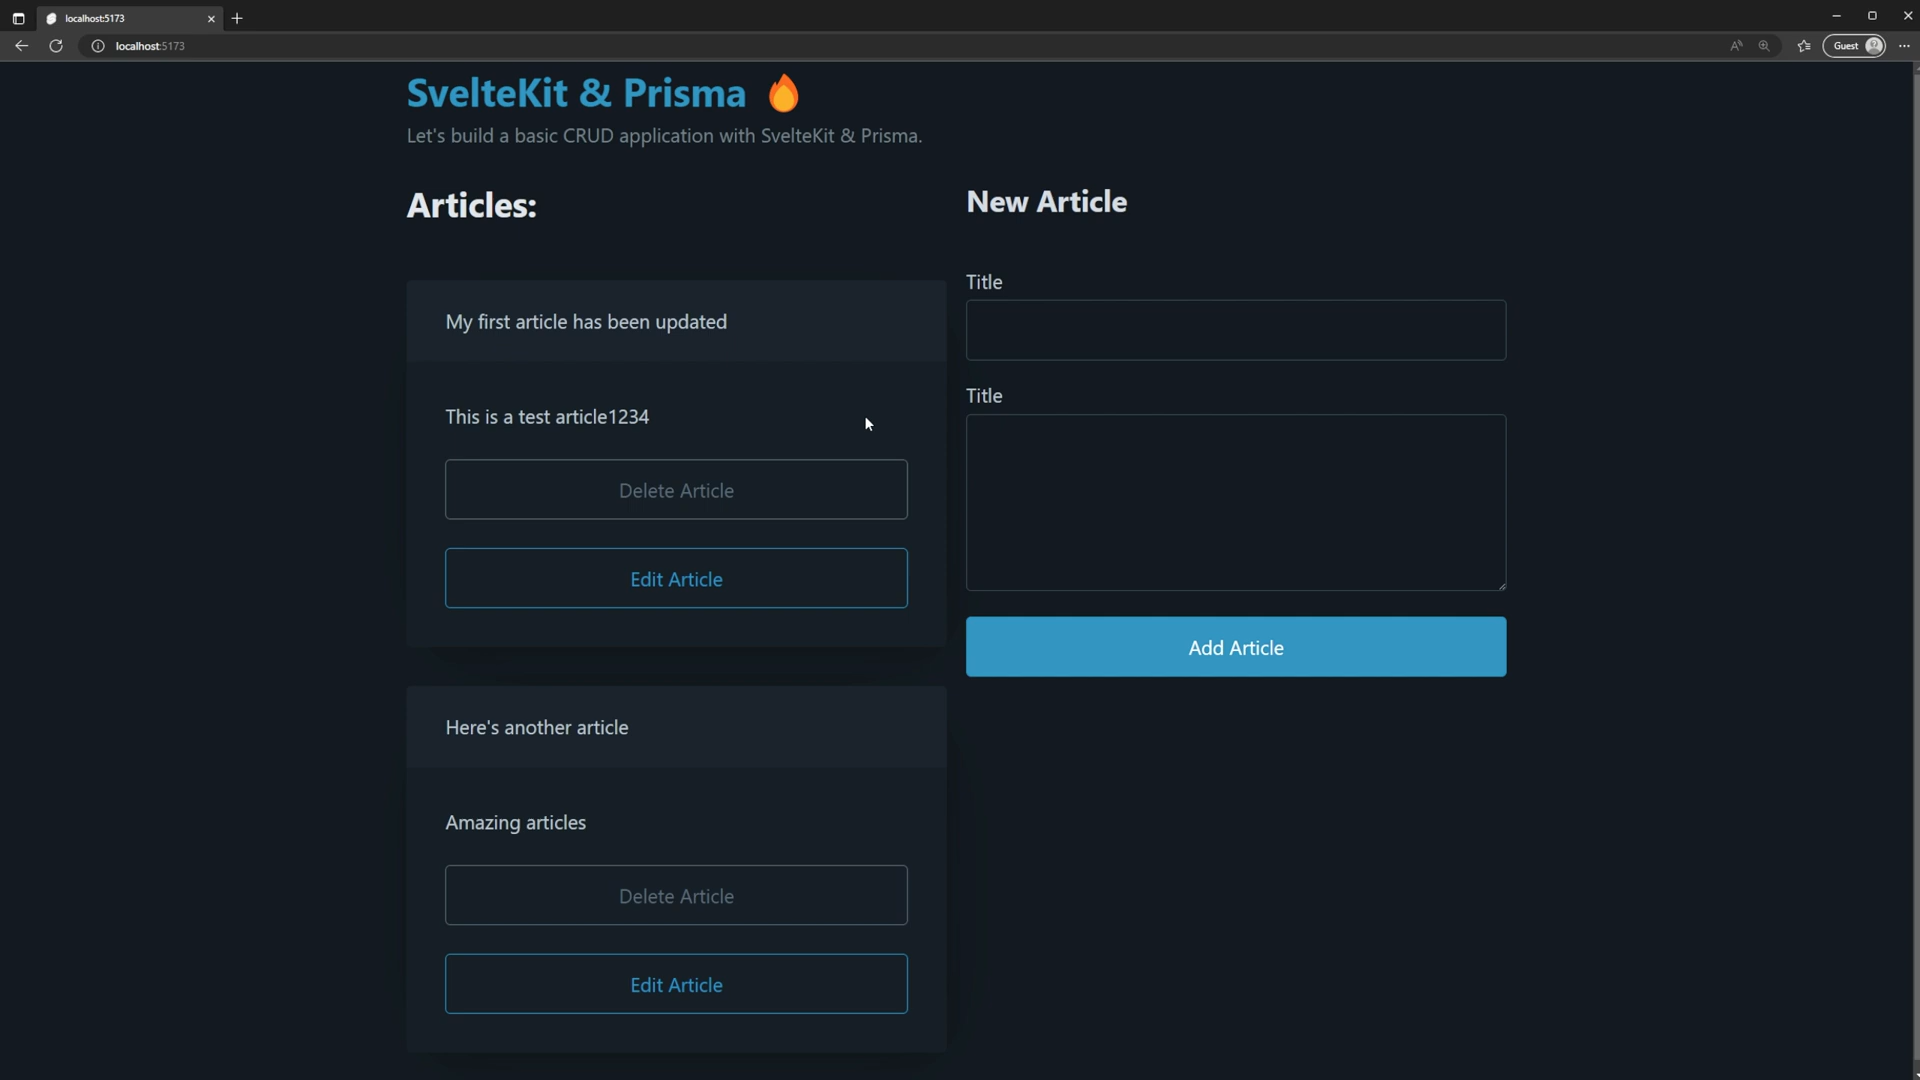 localhost:5173
localhost:5173
Guest
SvelteKit & Prisma 🔥
Let's build a basic CRUD application with SvelteKit & Prisma.
Articles:
My first article has been updated
This is a test article1234
Delete Article
Edit Article
Here's another article
Amazing articles
Delete Article
Edit Article
New Article
Title
Title
Add Article